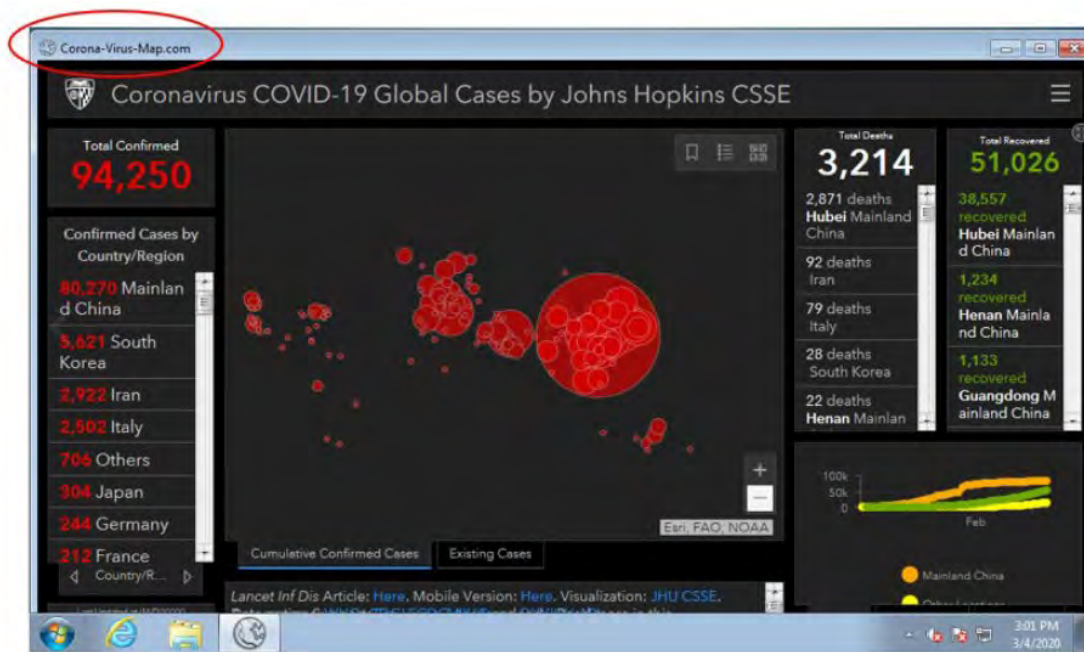 Corona-Virus-Map.com
Coronavirus COVID-19 Global Cases by Johns Hopkins CSSE
Total Confirmed
94,250
Confirmed Cases by
Country/Region
80,270 Mainlan
d China
5,621 South
Korea
2,922 Iran
2,502 Italy
706 Others
304 Japan
244 Germany
212 France
Country/R...
Esri, FAO, NOAA
Cumulative Confirmed Cases
Existing Cases
Lancet Inf Dis Article: Here. Mobile Version: Here. Visualization: JHU CSSE.
Total Deaths
3,214
2,871 deaths
Hubei Mainland
China
92 deaths
Iran
79 deaths
Italy
28 deaths
South Korea
22 deaths
Henan Mainlan
Total Recovered
51,026
38,557
recovered
Hubei Mainlan
d China
1,234
recovered
Henan Mainla
nd China
1,133
recovered
Guangdong M
ainland China
100k
50k
0
Feb
Mainland China
Other Locations
3:01 PM
3/4/2020